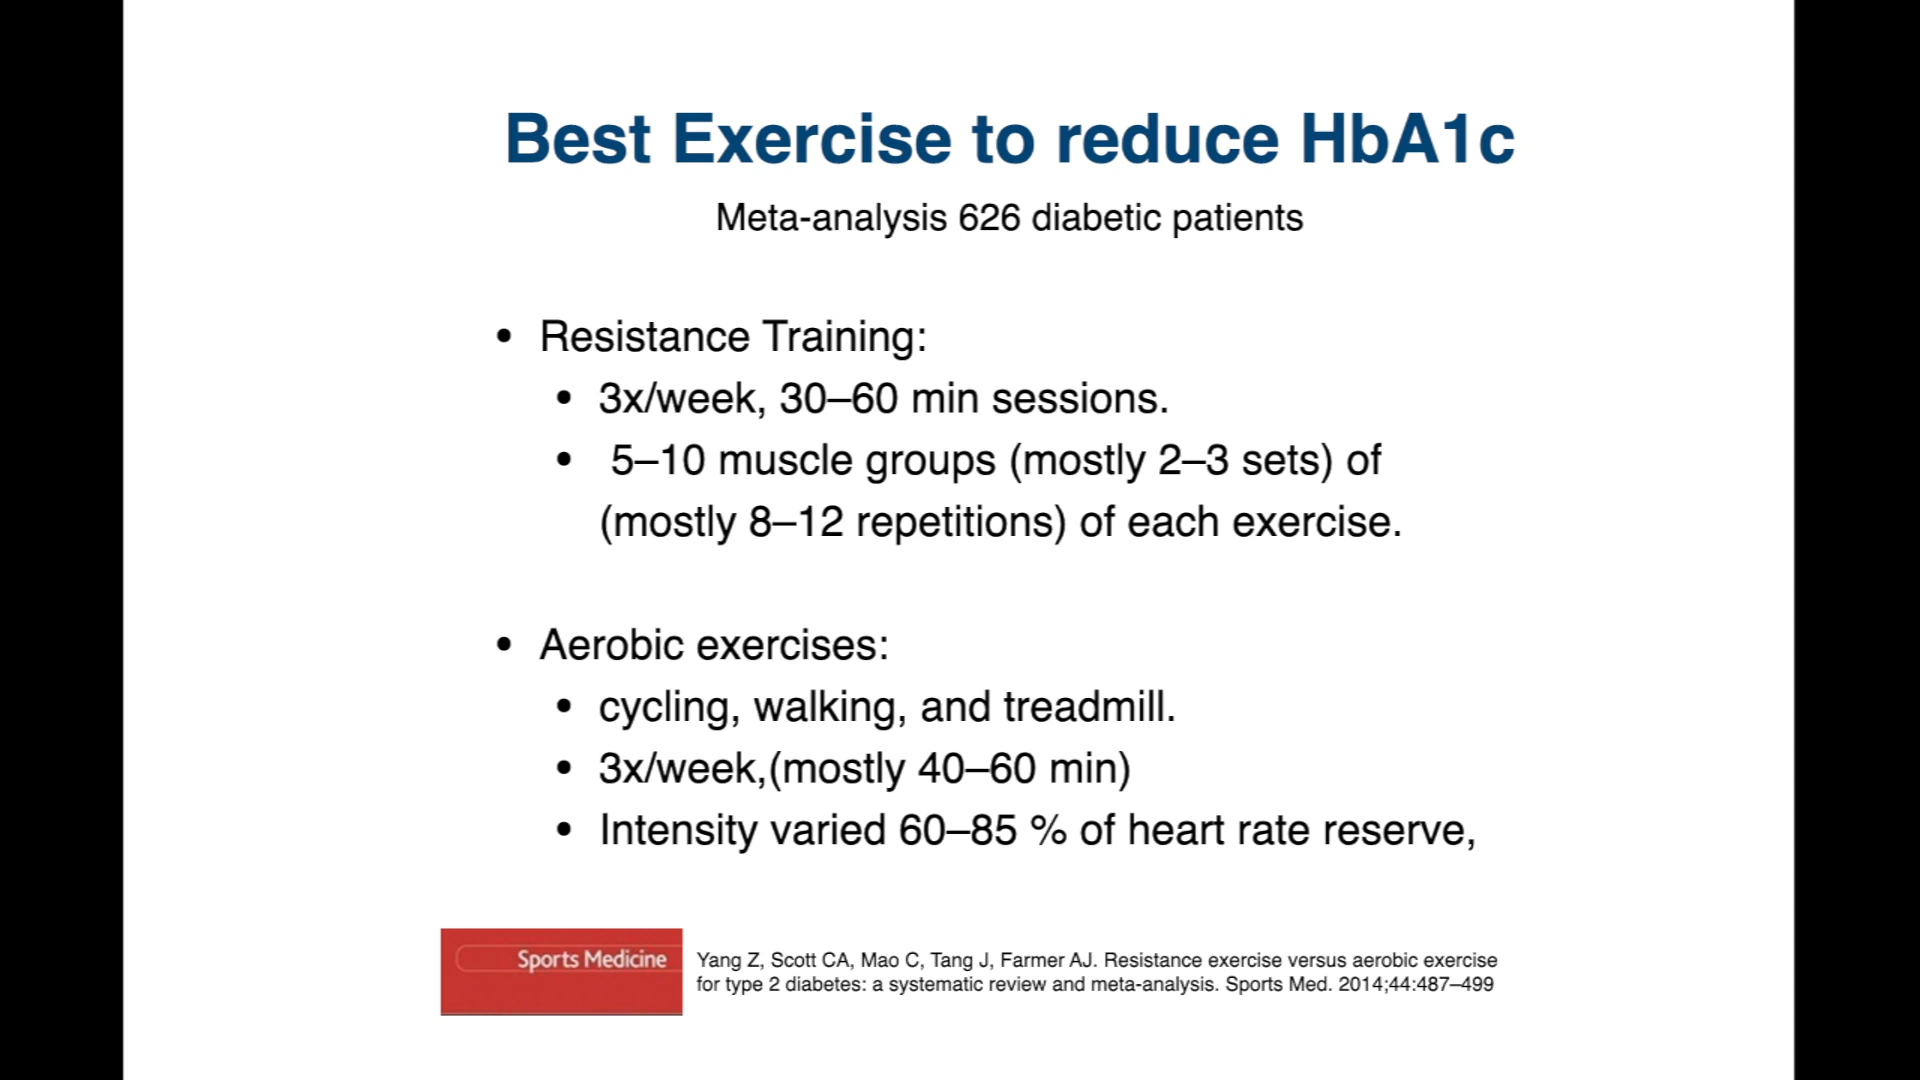 Best Exercise to reduce HbA1c
Meta-analysis 626 diabetic patients
• Resistance Training:
• 3x/week, 30–60 min sessions.
• 5–10 muscle groups (mostly 2–3 sets) of
(mostly 8–12 repetitions) of each exercise.
• Aerobic exercises:
• cycling, walking, and treadmill.
• 3x/week,(mostly 40–60 min)
• Intensity varied 60–85 % of heart rate reserve,
Sports Medicine
Yang Z, Scott CA, Mao C, Tang J, Farmer AJ. Resistance exercise versus aerobic exercise
for type 2 diabetes: a systematic review and meta-analysis. Sports Med. 2014;44:487–499